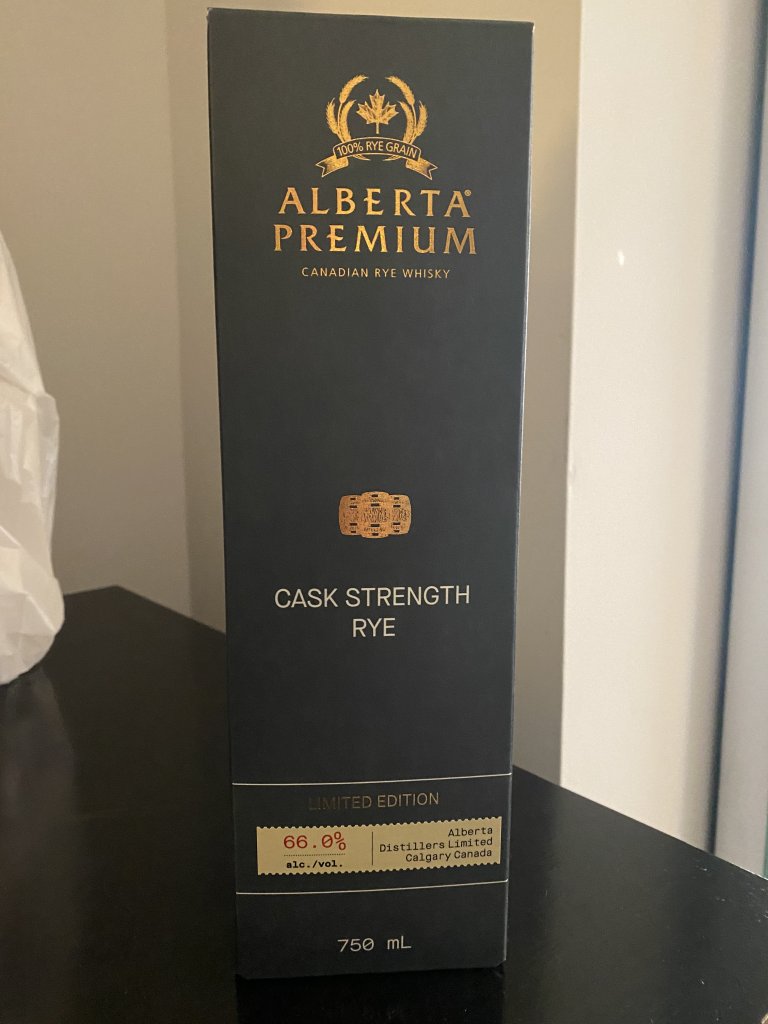 100% RYE GRAIN
ALBERTA®
PREMIUM
CANADIAN RYE WHISKY
CASK STRENGTH
RYE
LIMITED EDITION
66.0%
alc./vol.
Alberta
Distillers Limited
Calgary Canada
750 mL